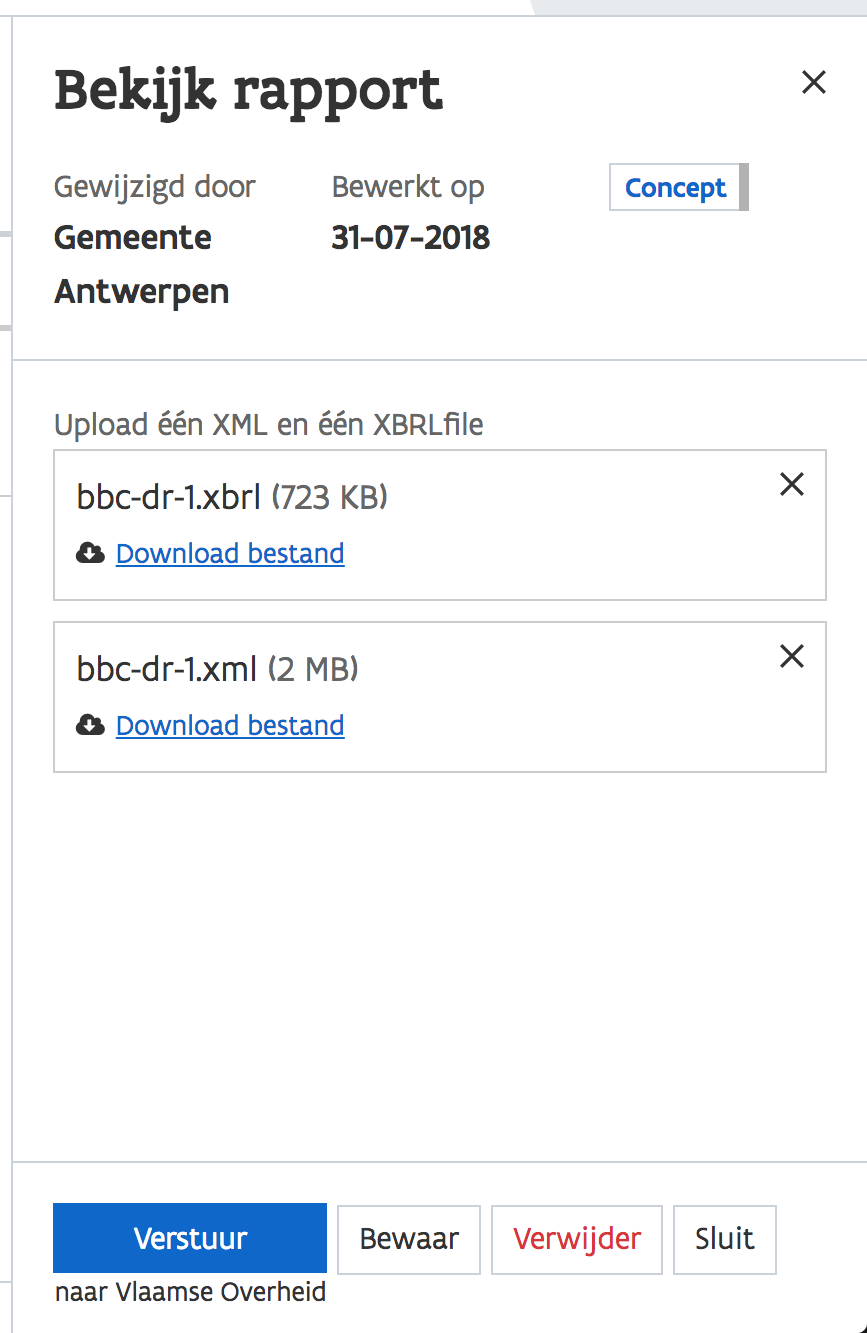 Bekijk rapport
Gewijzigd door
Gemeente
Antwerpen
Bewerkt op
31-07-2018
Concept
Upload één XML en één XBRLfile
bbc-dr-1.xbrl (723 KB)
Download bestand
bbc-dr-1.xml (2 MB)
Download bestand
Verstuur
naar Vlaamse Overheid
Bewaar
Verwijder
Sluit